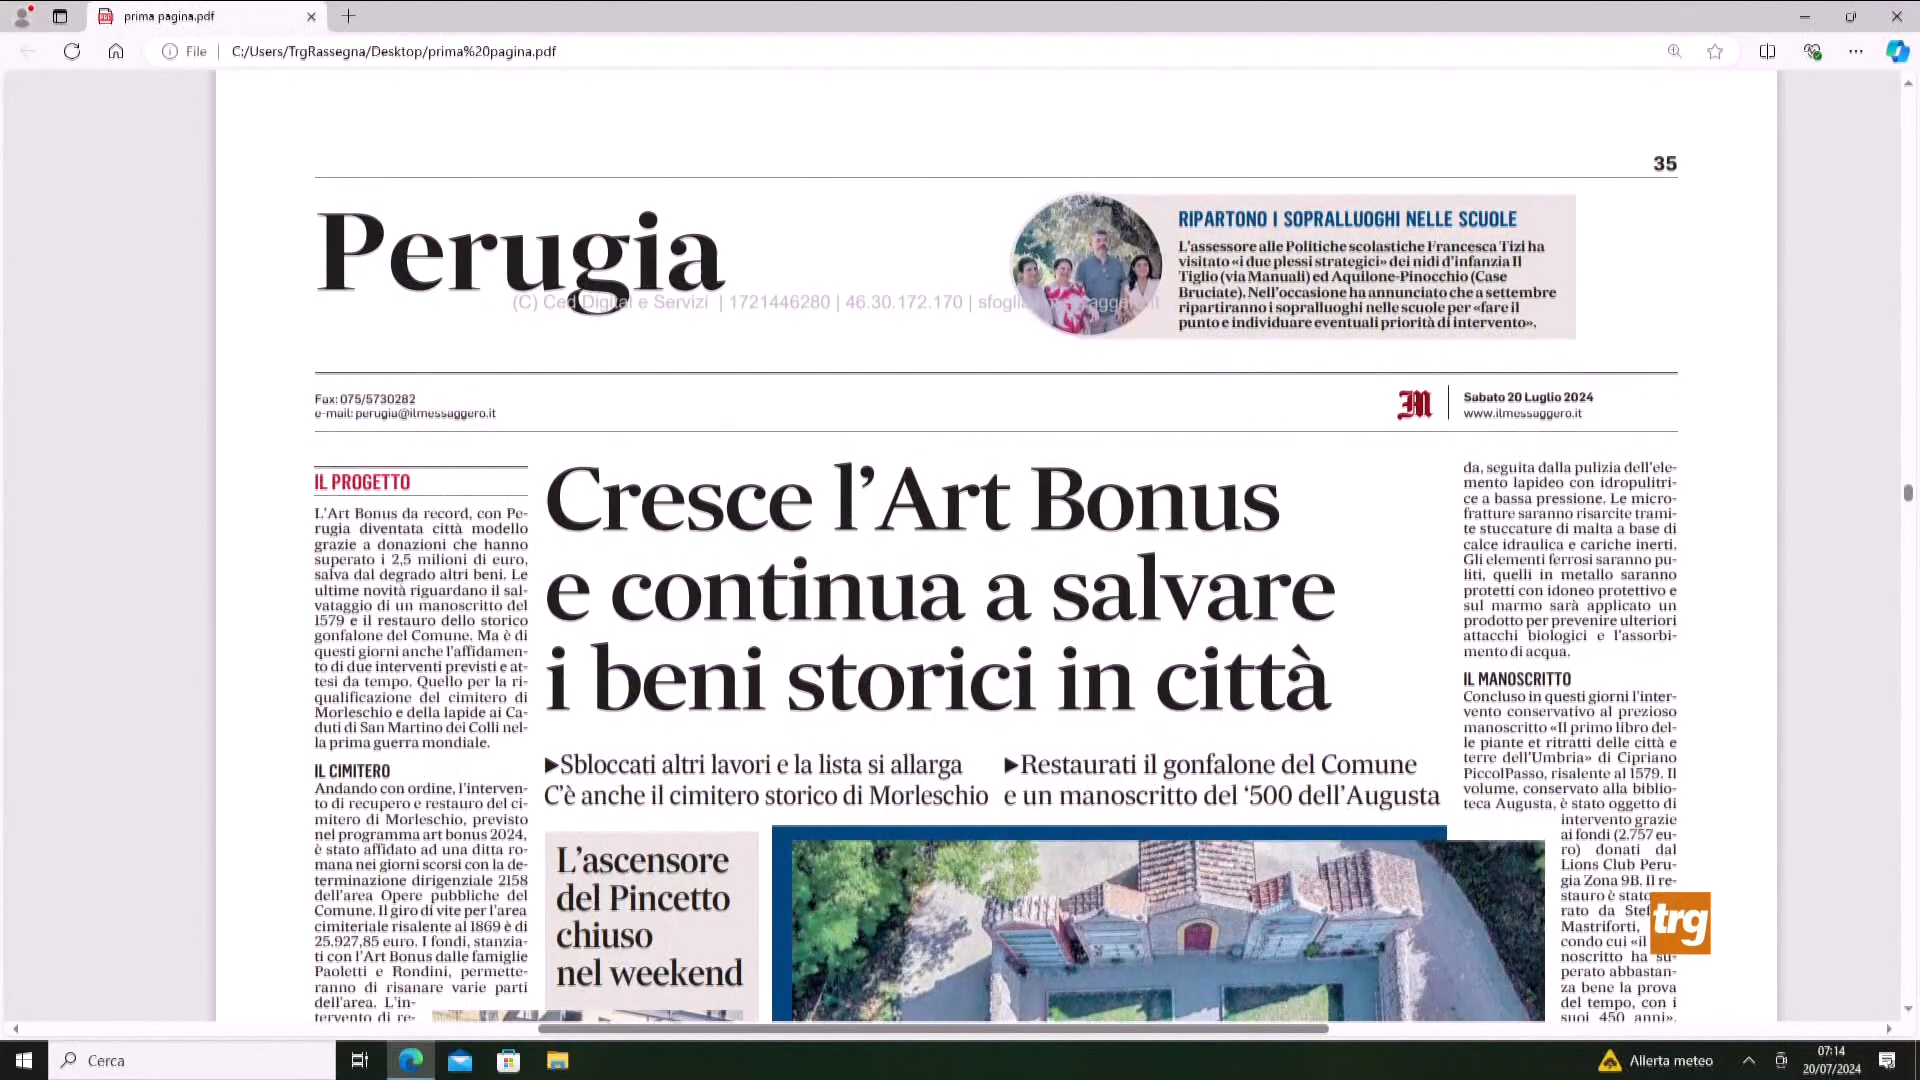 prima pagina.pdf
File
C:/Users/TrgRassegna/Desktop/prima%20pagina.pdf
35
Perugia
RIPARTONO I SOPRALLUOGHI NELLE SCUOLE
L'assessore alle Politiche scolastiche Francesca Tizi ha
visitato «i due plessi strategici» dei nidi d'infanzia Il
Tiglio (via Manuali) ed Aquilone-Pinocchio (Case
Bruciate). Nell'occasione ha annunciato che a settembre
ripartiranno i sopralluoghi nelle scuole per «fare il
punto e individuare eventuali priorità di intervento».
(C) Ced Digital e Servizi | 1721446280 | 46.30.172.170
Fax: 075/5730282
e-mail: perugia@ilmessaggero.it
M
Sabato 20 Luglio 2024
www.ilmessaggero.it
IL PROGETTO
L'Art Bonus da record, con Pe-
rugia diventata città modello
grazie a donazioni che hanno
superato i 2,5 milioni di euro,
salva dal degrado altri beni. Le
ultime novità riguardano il sal-
vataggio di un manoscritto del
1579 e il restauro dello storico
gonfalone del Comune. Ma è di
questi giorni anche l'affidamen-
to di due interventi previsti e at-
tesi da tempo. Quello per la ri-
qualificazione del cimitero di
Morleschio e della lapide ai Ca-
duti di San Martino dei Colli nel-
la prima guerra mondiale.
IL CIMITERO
Andando con ordine, l'interven-
to di recupero e restauro del ci-
mitero di Morleschio, previsto
nel programma art bonus 2024,
è stato affidato ad una ditta ro-
mana nei giorni scorsi con la de-
terminazione dirigenziale 2158
dell'area Opere pubbliche del
Comune. Il giro di vite per l'area
cimiteriale risalente al 1869 è di
25.927,85 euro. I fondi, stanzia-
ti con l'Art Bonus dalle famiglie
Paoletti e Rondini, permette-
ranno di risanare varie parti
dell'area. L'in-
tervento di re-
Cresce l'Art Bonus
e continua a salvare
i beni storici in città
►Sbloccati altri lavori e la lista si allarga
C'è anche il cimitero storico di Morleschio
►Restaurati il gonfalone del Comune
e un manoscritto del '500 dell'Augusta
L'ascensore
del Pincetto
chiuso
nel weekend
da, seguita dalla pulizia dell'ele-
mento lapideo con idropulitri-
ce a bassa pressione. Le micro-
fratture saranno risarcite trami-
te stuccature di malta a base di
calce idraulica e cariche inerti.
Gli elementi ferrosi saranno pu-
liti, quelli in metallo saranno
protetti con idoneo protettivo e
sul marmo sarà applicato un
prodotto per prevenire ulteriori
attacchi biologici e l'assorbi-
mento di acqua.
IL MANOSCRITTO
Concluso in questi giorni l'inter-
vento conservativo al prezioso
manoscritto «Il primo libro del-
le piante et ritratti delle città e
terre dell'Umbria» di Cipriano
PiccolPasso, risalente al 1579. Il
volume, conservato alla biblio-
teca Augusta, è stato oggetto di
intervento grazie
ai fondi (2.757 eu-
ro) donati dal
Lions Club Peru-
gia Zona 9B. Il re-
stauro è stato
rato da Stef
Mastriforti,
condo cui «il
noscritto ha su-
perato abbastan-
za bene la prova
del tempo, con i
suoi 450 anni».
trg
Cerca
Allerta meteo
07:14
20/07/2024